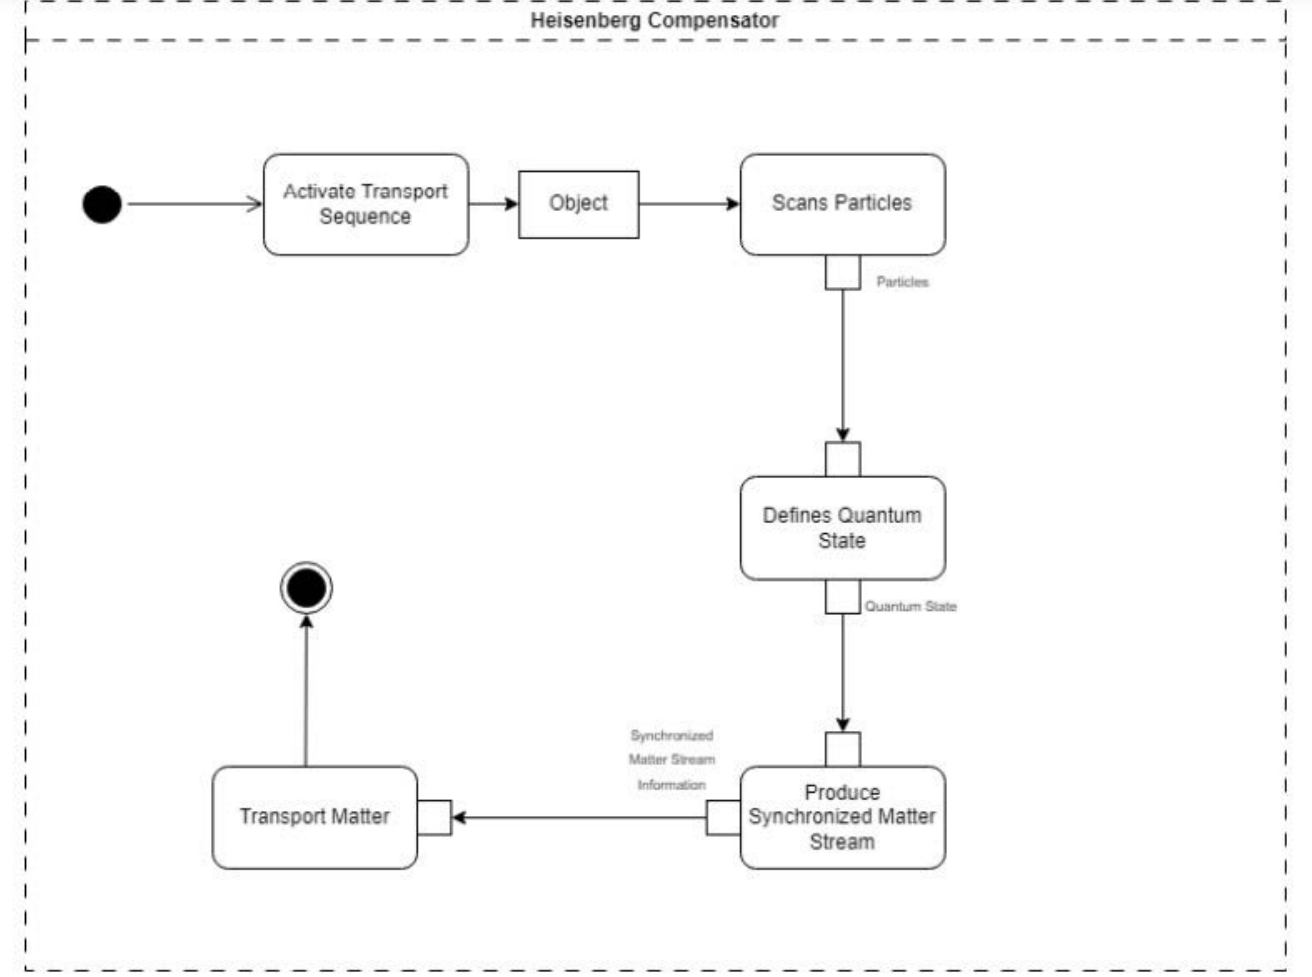 Heisenberg Compensator
Activate Transport
Sequence
Object
Scans Particles
Particles
Defines Quantum
State
Quantum State
Synchronized
Matter Stream
Information
Produce
Synchronized Matter
Stream
Transport Matter